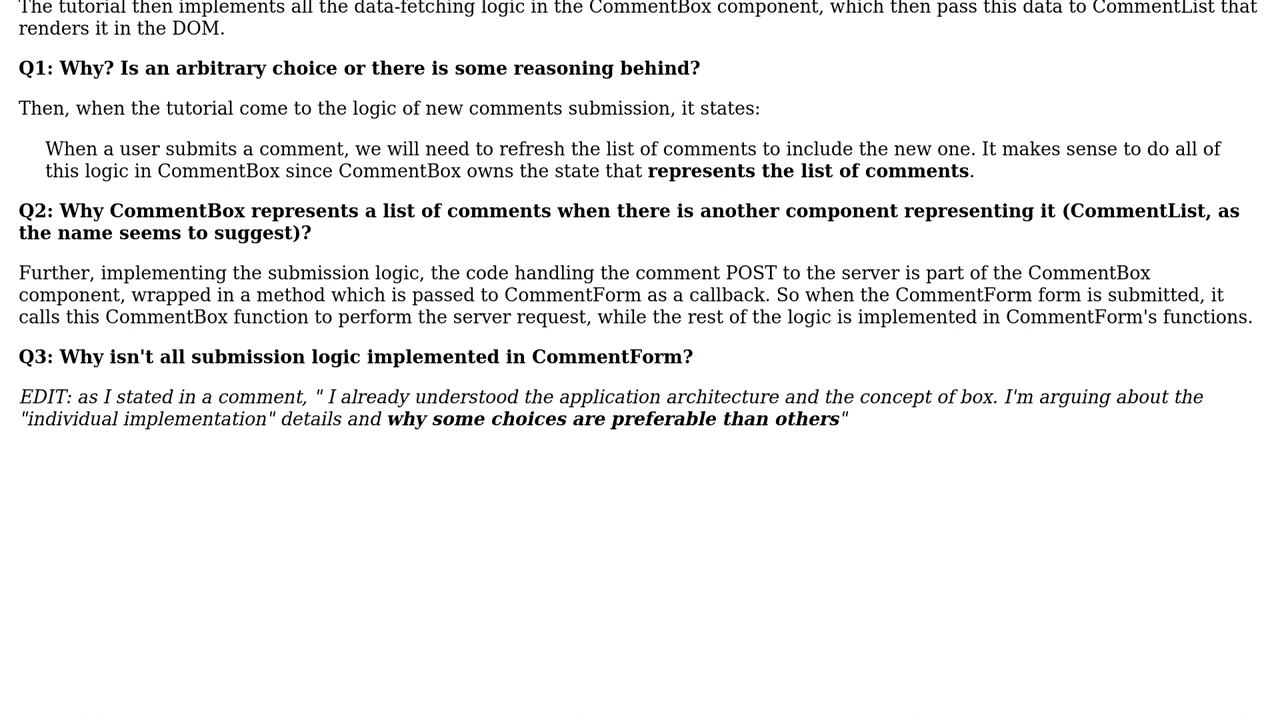 The tutorial then implements all the data-fetching logic in the CommentBox component, which then pass this data to CommentList that
renders it in the DOM.
Q1: Why? Is an arbitrary choice or there is some reasoning behind?
Then, when the tutorial come to the logic of new comments submission, it states:
When a user submits a comment, we will need to refresh the list of comments to include the new one. It makes sense to do all of
this logic in CommentBox since CommentBox owns the state that represents the list of comments.
Q2: Why CommentBox represents a list of comments when there is another component representing it (CommentList, as
the name seems to suggest)?
Further, implementing the submission logic, the code handling the comment POST to the server is part of the CommentBox
component, wrapped in a method which is passed to CommentForm as a callback. So when the CommentForm form is submitted, it
calls this CommentBox function to perform the server request, while the rest of the logic is implemented in CommentForm's functions.
Q3: Why isn't all submission logic implemented in CommentForm?
EDIT: as I stated in a comment, " I already understood the application architecture and the concept of box. I'm arguing about the
"individual implementation" details and why some choices are preferable than others"